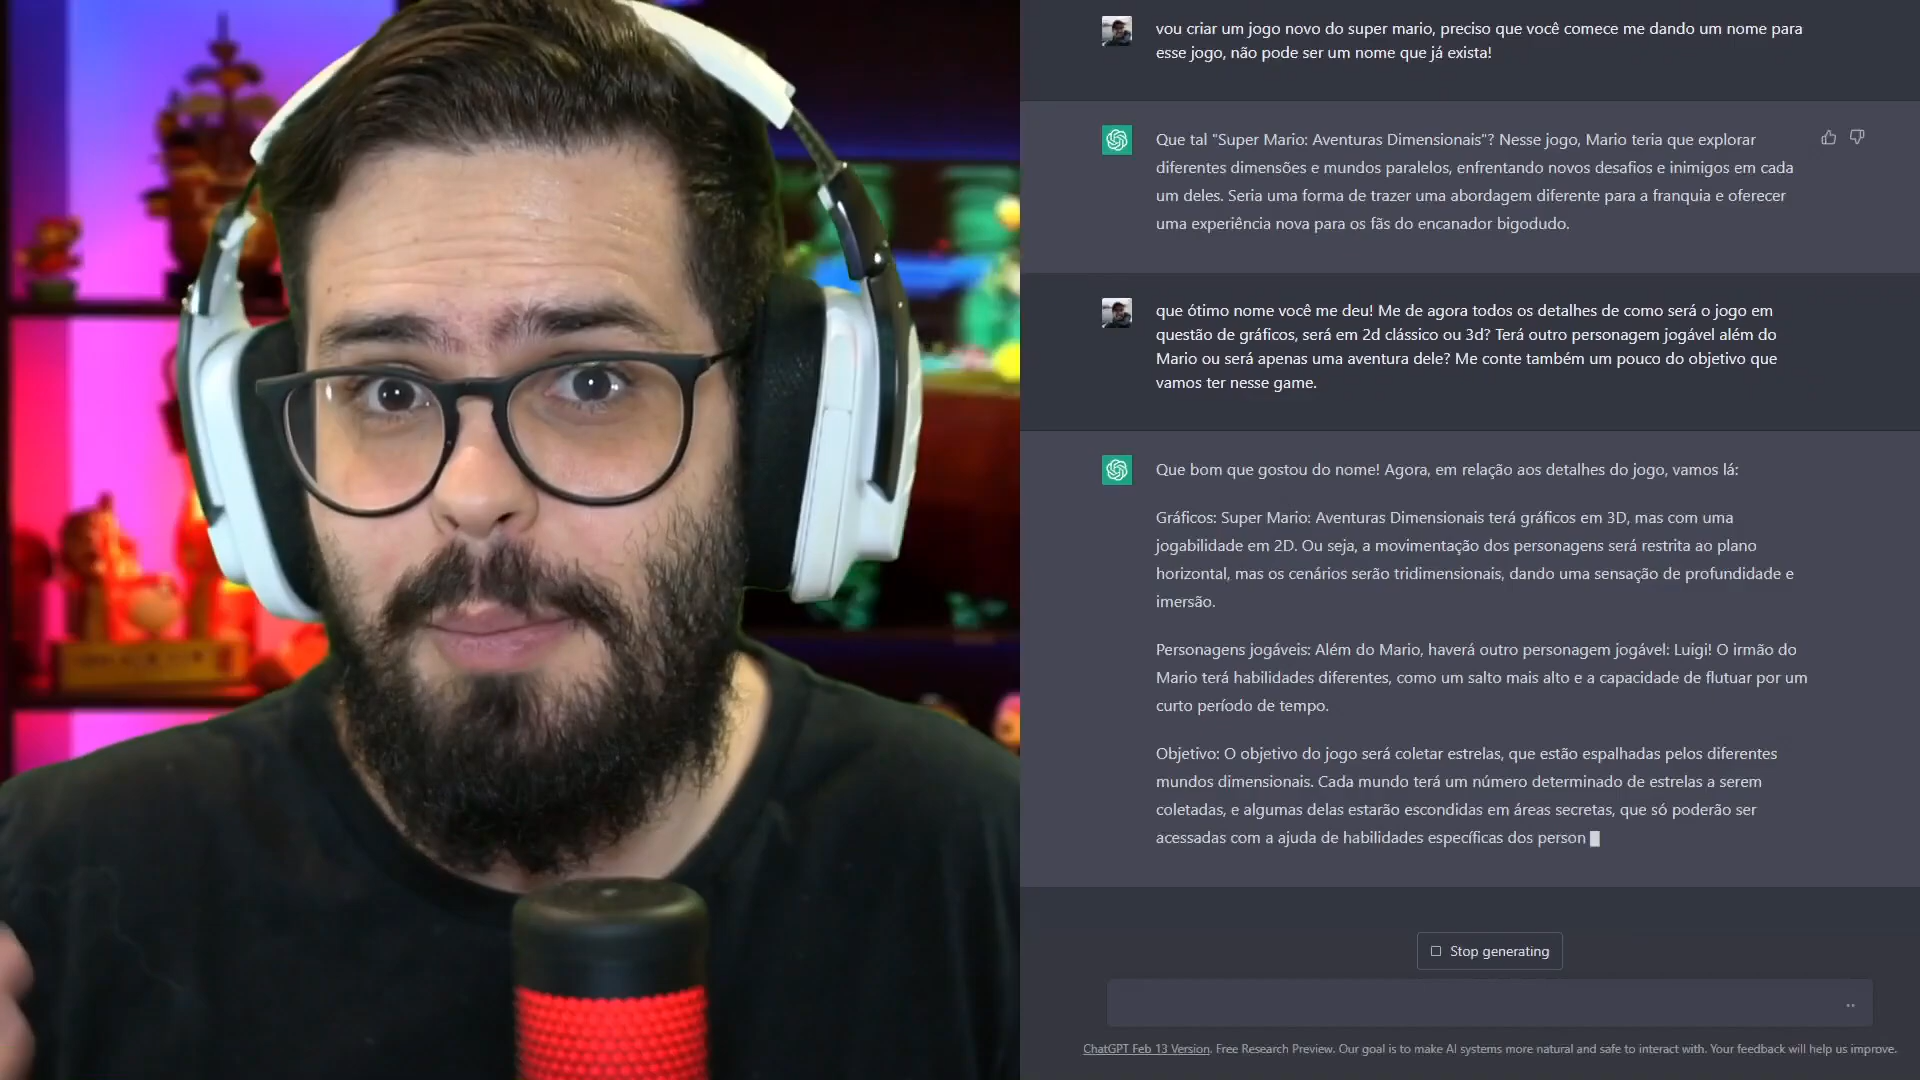 vou criar um jogo novo do super mario, preciso que você comece me dando um nome para
esse jogo, não pode ser um nome que já exista!
Que tal "Super Mario: Aventuras Dimensionais"? Nesse jogo, Mario teria que explorar
diferentes dimensões e mundos paralelos, enfrentando novos desafios e inimigos em cada
um deles. Seria uma forma de trazer uma abordagem diferente para a franquia e oferecer
uma experiência nova para os fãs do encanador bigodudo.
que ótimo nome você me deu! Me de agora todos os detalhes de como será o jogo em
questão de gráficos, será em 2d clássico ou 3d? Terá outro personagem jogável além do
Mario ou será apenas uma aventura dele? Me conte também um pouco do objetivo que
vamos ter nesse game.
Que bom que gostou do nome! Agora, em relação aos detalhes do jogo, vamos lá:
Gráficos: Super Mario: Aventuras Dimensionais terá gráficos em 3D, mas com uma
jogabilidade em 2D. Ou seja, a movimentação dos personagens será restrita ao plano
horizontal, mas os cenários serão tridimensionais, dando uma sensação de profundidade e
imersão.
Personagens jogáveis: Além do Mario, haverá outro personagem jogável: Luigi! O irmão do
Mario terá habilidades diferentes, como um salto mais alto e a capacidade de flutuar por um
curto período de tempo.
Objetivo: O objetivo do jogo será coletar estrelas, que estão espalhadas pelos diferentes
mundos dimensionais. Cada mundo terá um número determinado de estrelas a serem
coletadas, e algumas delas estarão escondidas em áreas secretas, que só poderão ser
acessadas com a ajuda de habilidades específicas dos person
Stop generating
ChatGPT Feb 13 Version. Free Research Preview. Our goal is to make AI systems more natural and safe to interact with. Your feedback will help us improve.